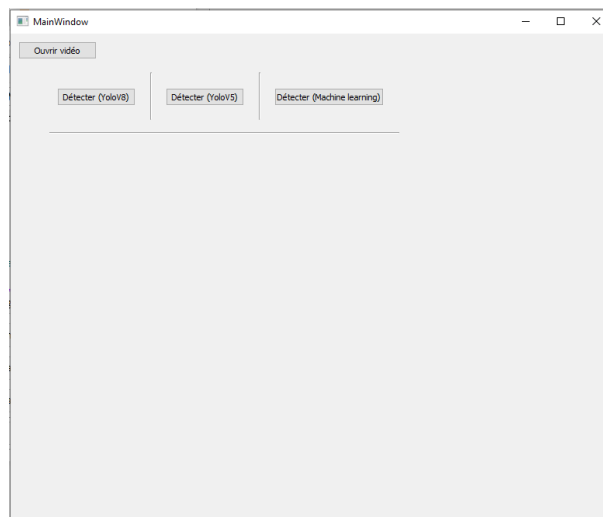 MainWindow
Ouvrir vidéo
Détecter (YoloV8) Détecter (YoloV5) Détecter (Machine learning)